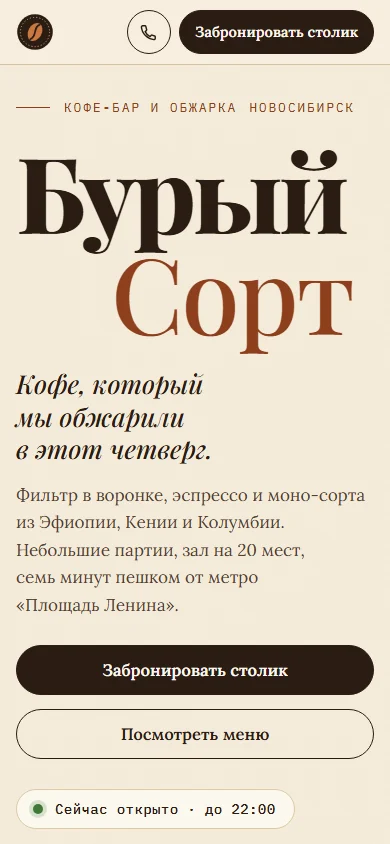 Забронировать столик
КОФЕ-БАР И ОБЖАРКА НОВОСИБИРСК
Бурый
Сорт
Кофе, который
мы обжарили
в этот четверг.
Фильтр в воронке, эспрессо и моно-сорта
из Эфиопии, Кении и Колумбии.
Небольшие партии, зал на 20 мест,
семь минут пешком от метро
«Площадь Ленина».
Забронировать столик
Посмотреть меню
Сейчас открыто · до 22:00